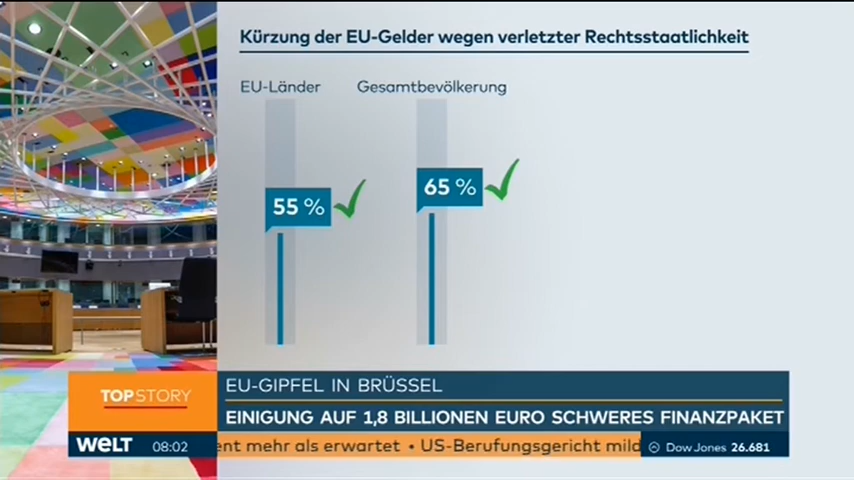 Kürzung der EU-Gelder wegen verletzter Rechtsstaatlichkeit
EU-Länder
Gesamtbevölkerung
55 %
65 %
TOPSTORY
EU-GIPFEL IN BRÜSSEL
EINIGUNG AUF 1,8 BILLIONEN EURO SCHWERES FINANZPAKET
welt
08:02
ent mehr als erwartet • US-Berufungsgericht mild
Dow Jones 26.681